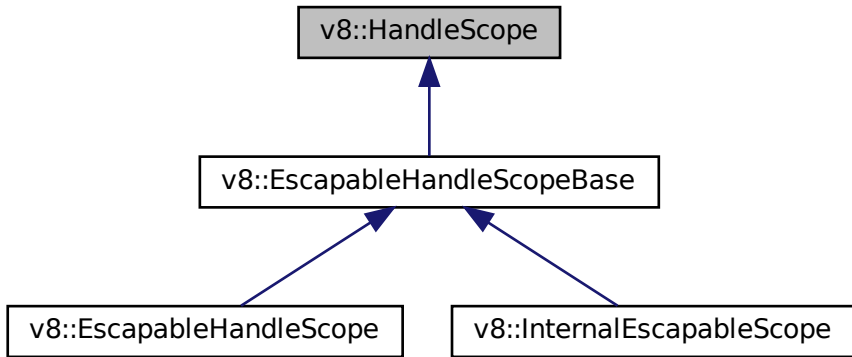 v8::HandleScope
v8::EscapableHandleScopeBase
v8::EscapableHandleScope
v8::InternalEscapableScope